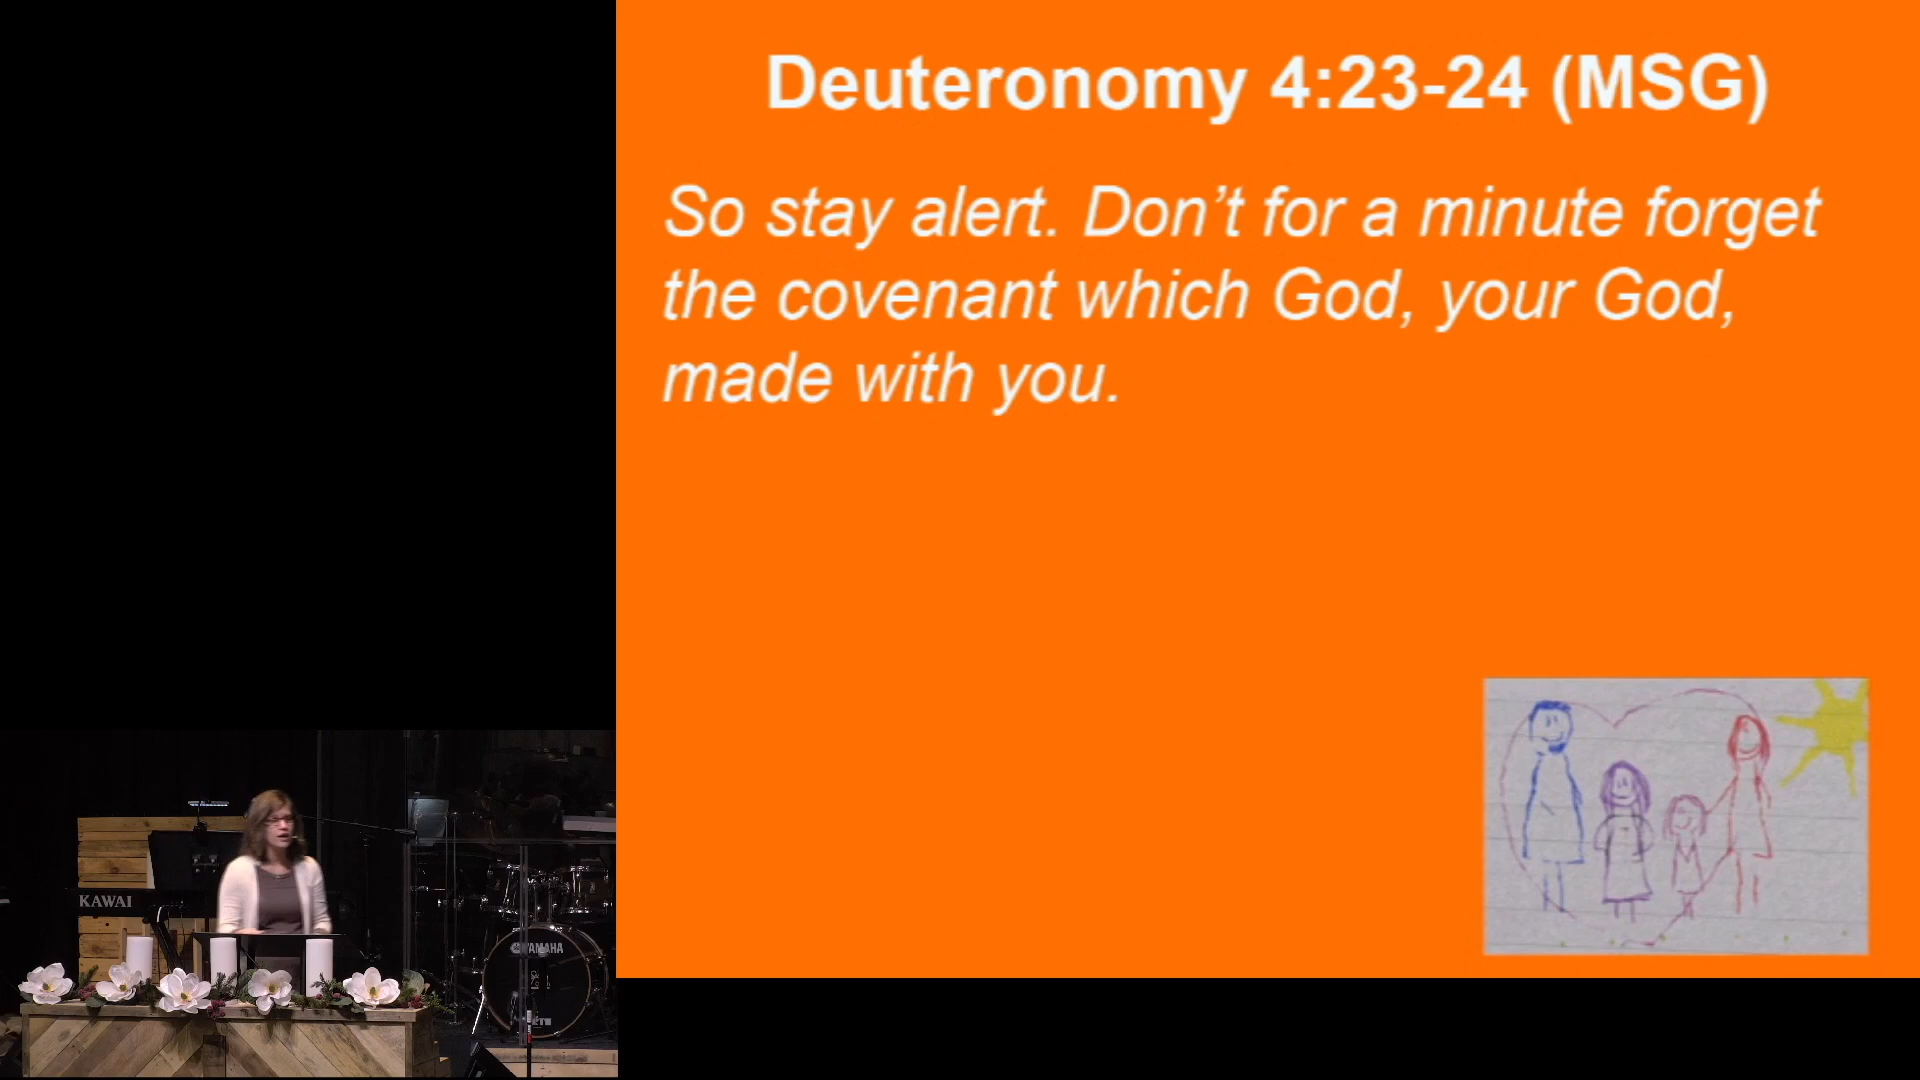 Deuteronomy 4:23-24 (MSG)
So stay alert. Don’t for a minute forget
the covenant which God, your God,
made with you.
KAWAI
YAMAHA